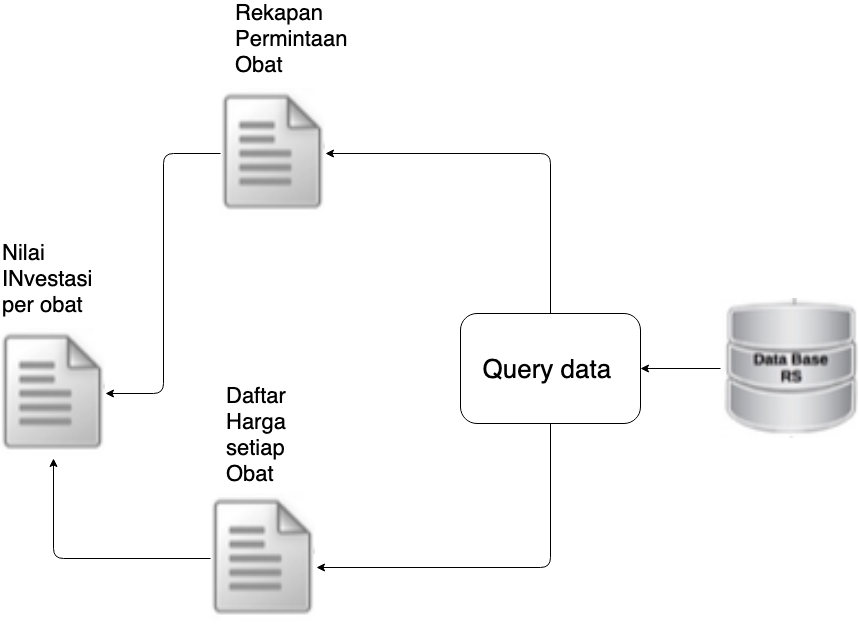 Rekapan
Permintaan
Obat
Nilai
INvestasi
per obat
Query data
Data Base
RS
Daftar
Harga
setiap
Obat